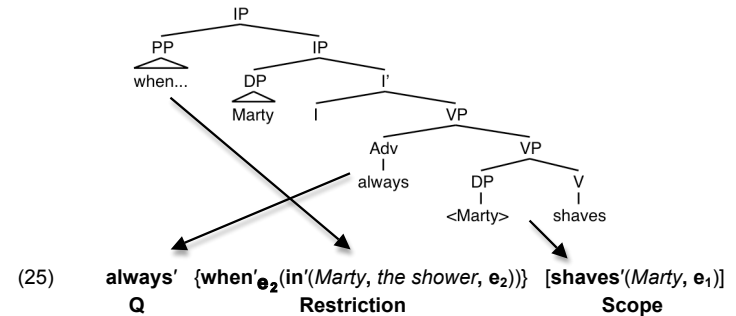 IP
PP IP
when... DP I'
Marty I VP
Adv VP
always DP V
<Marty> shaves
(25) always′ {when′e₂(in′(Marty, the shower, e₂))} [shaves′(Marty, e₁)]
Q Restriction Scope